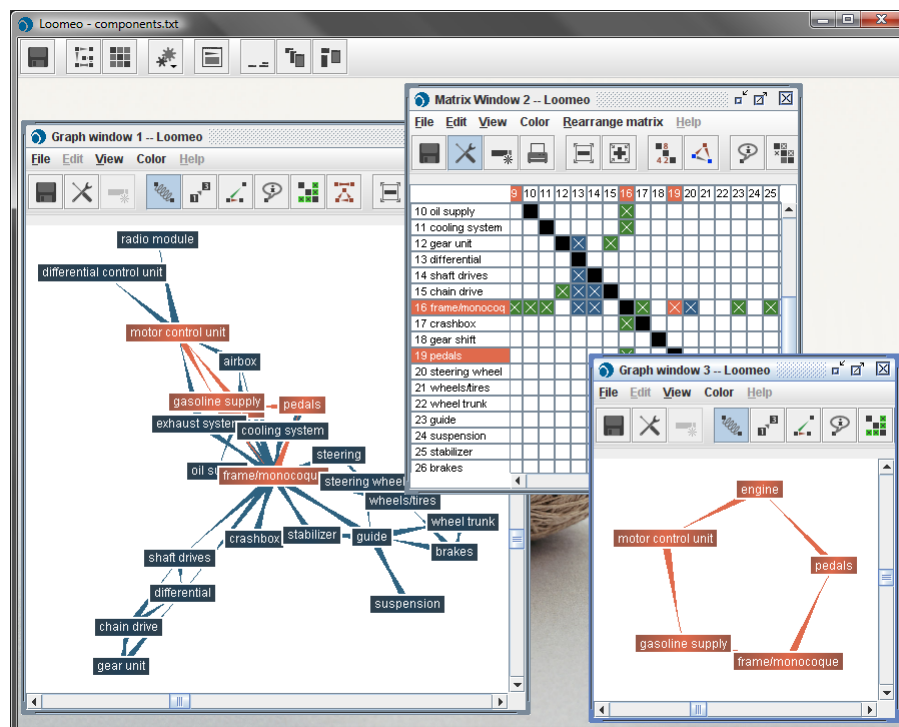 Loomeo - components.txt
Graph window 1 -- Loomeo
File Edit View Color Help
radio module
differential control unit
motor control unit
airbox
gasoline supply
pedals
exhaust system
cooling system
steering
oil
frame/monocoque
steering wheel
wheels/tires
wheel trunk
crashbox
stabilizer
guide
brakes
shaft drives
differential
suspension
chain drive
gear unit
Matrix Window 2 -- Loomeo
File Edit View Color Rearrange matrix Help
9 10 11 12 13 14 15 16 17 18 19 20 21 22 23 24 25
10 oil supply
11 cooling system
12 gear unit
13 differential
14 shaft drives
15 chain drive
16 frame/monocoq
17 crashbox
18 gear shift
19 pedals
20 steering wheel
21 wheels/tires
22 wheel trunk
23 guide
24 suspension
25 stabilizer
26 brakes
Graph window 3 -- Loomeo
File Edit View Color Help
engine
motor control unit
pedals
gasoline supply
frame/monocoque